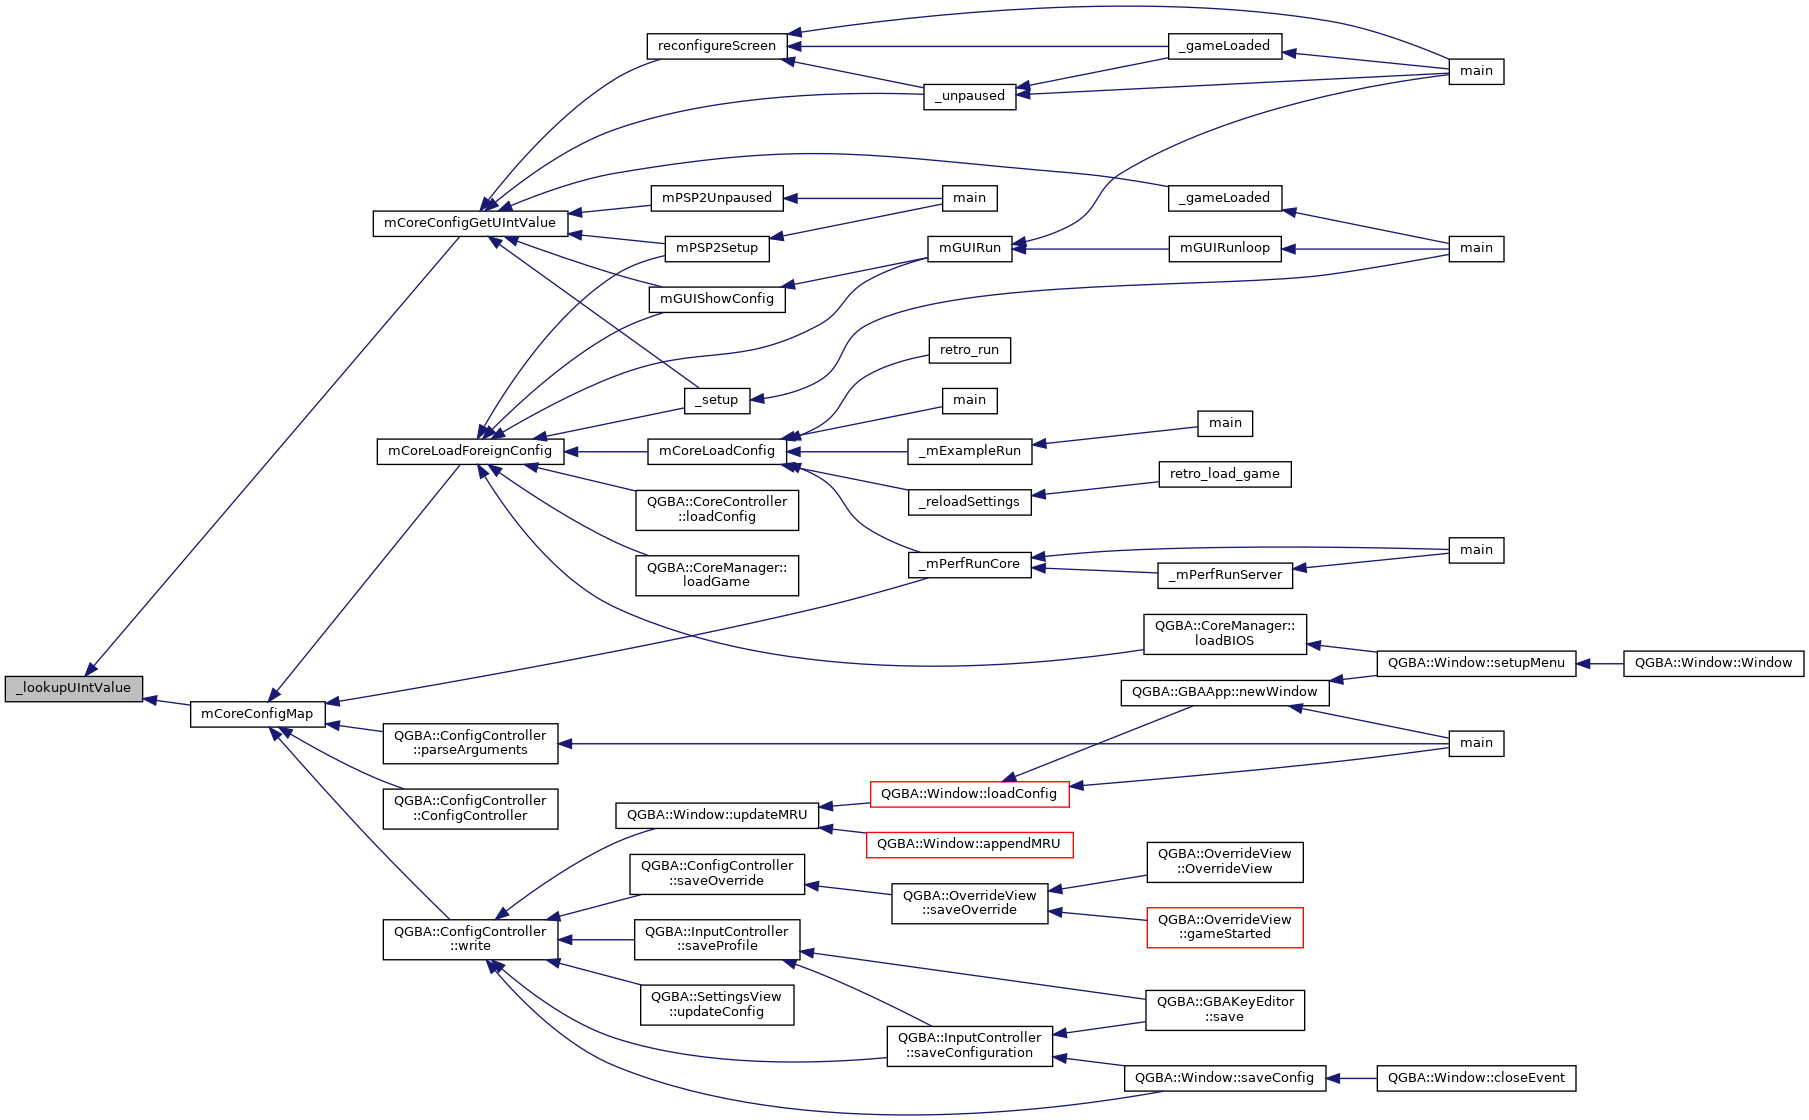 reconfigureScreen
_gameLoaded
main
_unpaused
mPSP2Unpaused
main
_gameLoaded
mCoreConfigGetUIntValue
mPSP2Setup
mGUIRun
mGUIRunloop
main
mGUIShowConfig
retro_run
_setup
main
main
mCoreLoadForeignConfig
mCoreLoadConfig
_mExampleRun
retro_load_game
QGBA::CoreController
::loadConfig
_reloadSettings
main
QGBA::CoreManager::
loadGame
_mPerfRunCore
_mPerfRunServer
QGBA::CoreManager::
loadBIOS
QGBA::Window::setupMenu
QGBA::Window::Window
_lookupUIntValue
QGBA::GBAApp::newWindow
mCoreConfigMap
QGBA::ConfigController
::parseArguments
main
QGBA::Window::loadConfig
QGBA::ConfigController
::ConfigController
QGBA::Window::updateMRU
QGBA::Window::appendMRU
QGBA::OverrideView
::OverrideView
QGBA::ConfigController
::saveOverride
QGBA::OverrideView
::saveOverride
QGBA::OverrideView
::gameStarted
QGBA::ConfigController
::write
QGBA::InputController
::saveProfile
QGBA::SettingsView
::updateConfig
QGBA::GBAKeyEditor
::save
QGBA::InputController
::saveConfiguration
QGBA::Window::saveConfig
QGBA::Window::closeEvent